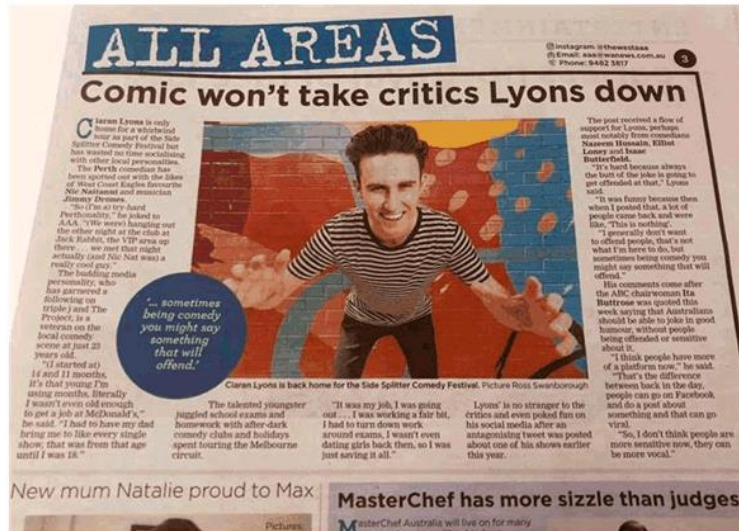 ALL AREAS
instagram @thewestaaa
Email: aaa@wanews.com.au
Phone: 9482 3817
3
Comic won't take critics Lyons down
Ciaran Lyons is only
home for a whirlwind
tour as part of the Side
Splitter Comedy Festival but
has wasted no time socialising
with other local personalities.
The Perth comedian has
been spotted out with the likes
of West Coast Eagles favourite
Nic Naitanui and musician
Jimmy Dromes.
"So (I'm a) try-hard
Perthonality," he joked to
AAA. "(We were) hanging out
the other night at the club at
Jack Rabbit, the VIP area up
there . . . we met that night
actually (and Nic Nat was) a
really cool guy."
The budding media
personality, who
has garnered a
following on
triple j and The
Project, is a
veteran on the
local comedy
scene at just 23
years old.
"(I started at)
14 and 11 months,
it's that young I'm
using months, literally
I wasn't even old enough
to get a job at McDonald's,"
he said. "I had to have my dad
bring me to like every single
show, that was from that age
until I was 18."
'... sometimes
being comedy
you might say
something
that will
offend.'
Ciaran Lyons is back home for the Side Splitter Comedy Festival. Picture Ross Swanborough
The talented youngster
juggled school exams and
homework with after-dark
comedy clubs and holidays
spent touring the Melbourne
circuit.
"It was my job, I was going
out . . . I was working a fair bit,
I had to turn down work
around exams, I wasn't even
dating girls back then, so I was
just saving it all."
Lyons' is no stranger to the
critics and even poked fun on
his social media after an
antagonising tweet was posted
about one of his shows earlier
this year.
The post received a flow of
support for Lyons, perhaps
most notably from comedians
Nazeem Hussain, Elliot
Loney and Isaac
Butterfield.
"It's hard because always
the butt of the joke is going to
get offended at that," Lyons
said.
"It was funny because then
when I posted that, a lot of
people came back and were
like, 'This is nothing'.
"I generally don't want
to offend people, that's not
what I'm here to do, but
sometimes being comedy you
might say something that will
offend."
His comments come after
the ABC chairwoman Ita
Buttrose was quoted this
week saying that Australians
should be able to joke in good
humour, without people
being offended or sensitive
about it.
"I think people have more
of a platform now," he said.
"That's the difference
between back in the day,
people can go on Facebook
and do a post about
something and that can go
viral.
"So, I don't think people are
more sensitive now, they can
be more vocal."
New mum Natalie proud to Max
Pictures:
MasterChef has more sizzle than judges
MasterChef Australia will live on for many